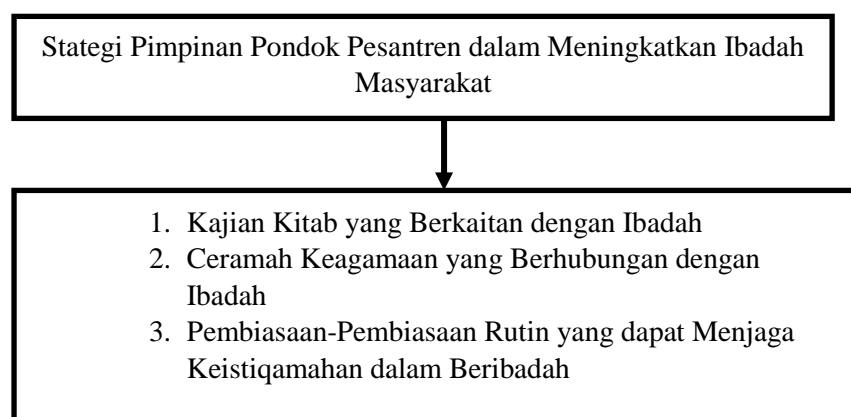 Stategi Pimpinan Pondok Pesantren dalam Meningkatkan Ibadah
Masyarakat
1. Kajian Kitab yang Berkaitan dengan Ibadah
2. Ceramah Keagamaan yang Berhubungan dengan
Ibadah
3. Pembiasaan-Pembiasaan Rutin yang dapat Menjaga
Keistiqamahan dalam Beribadah